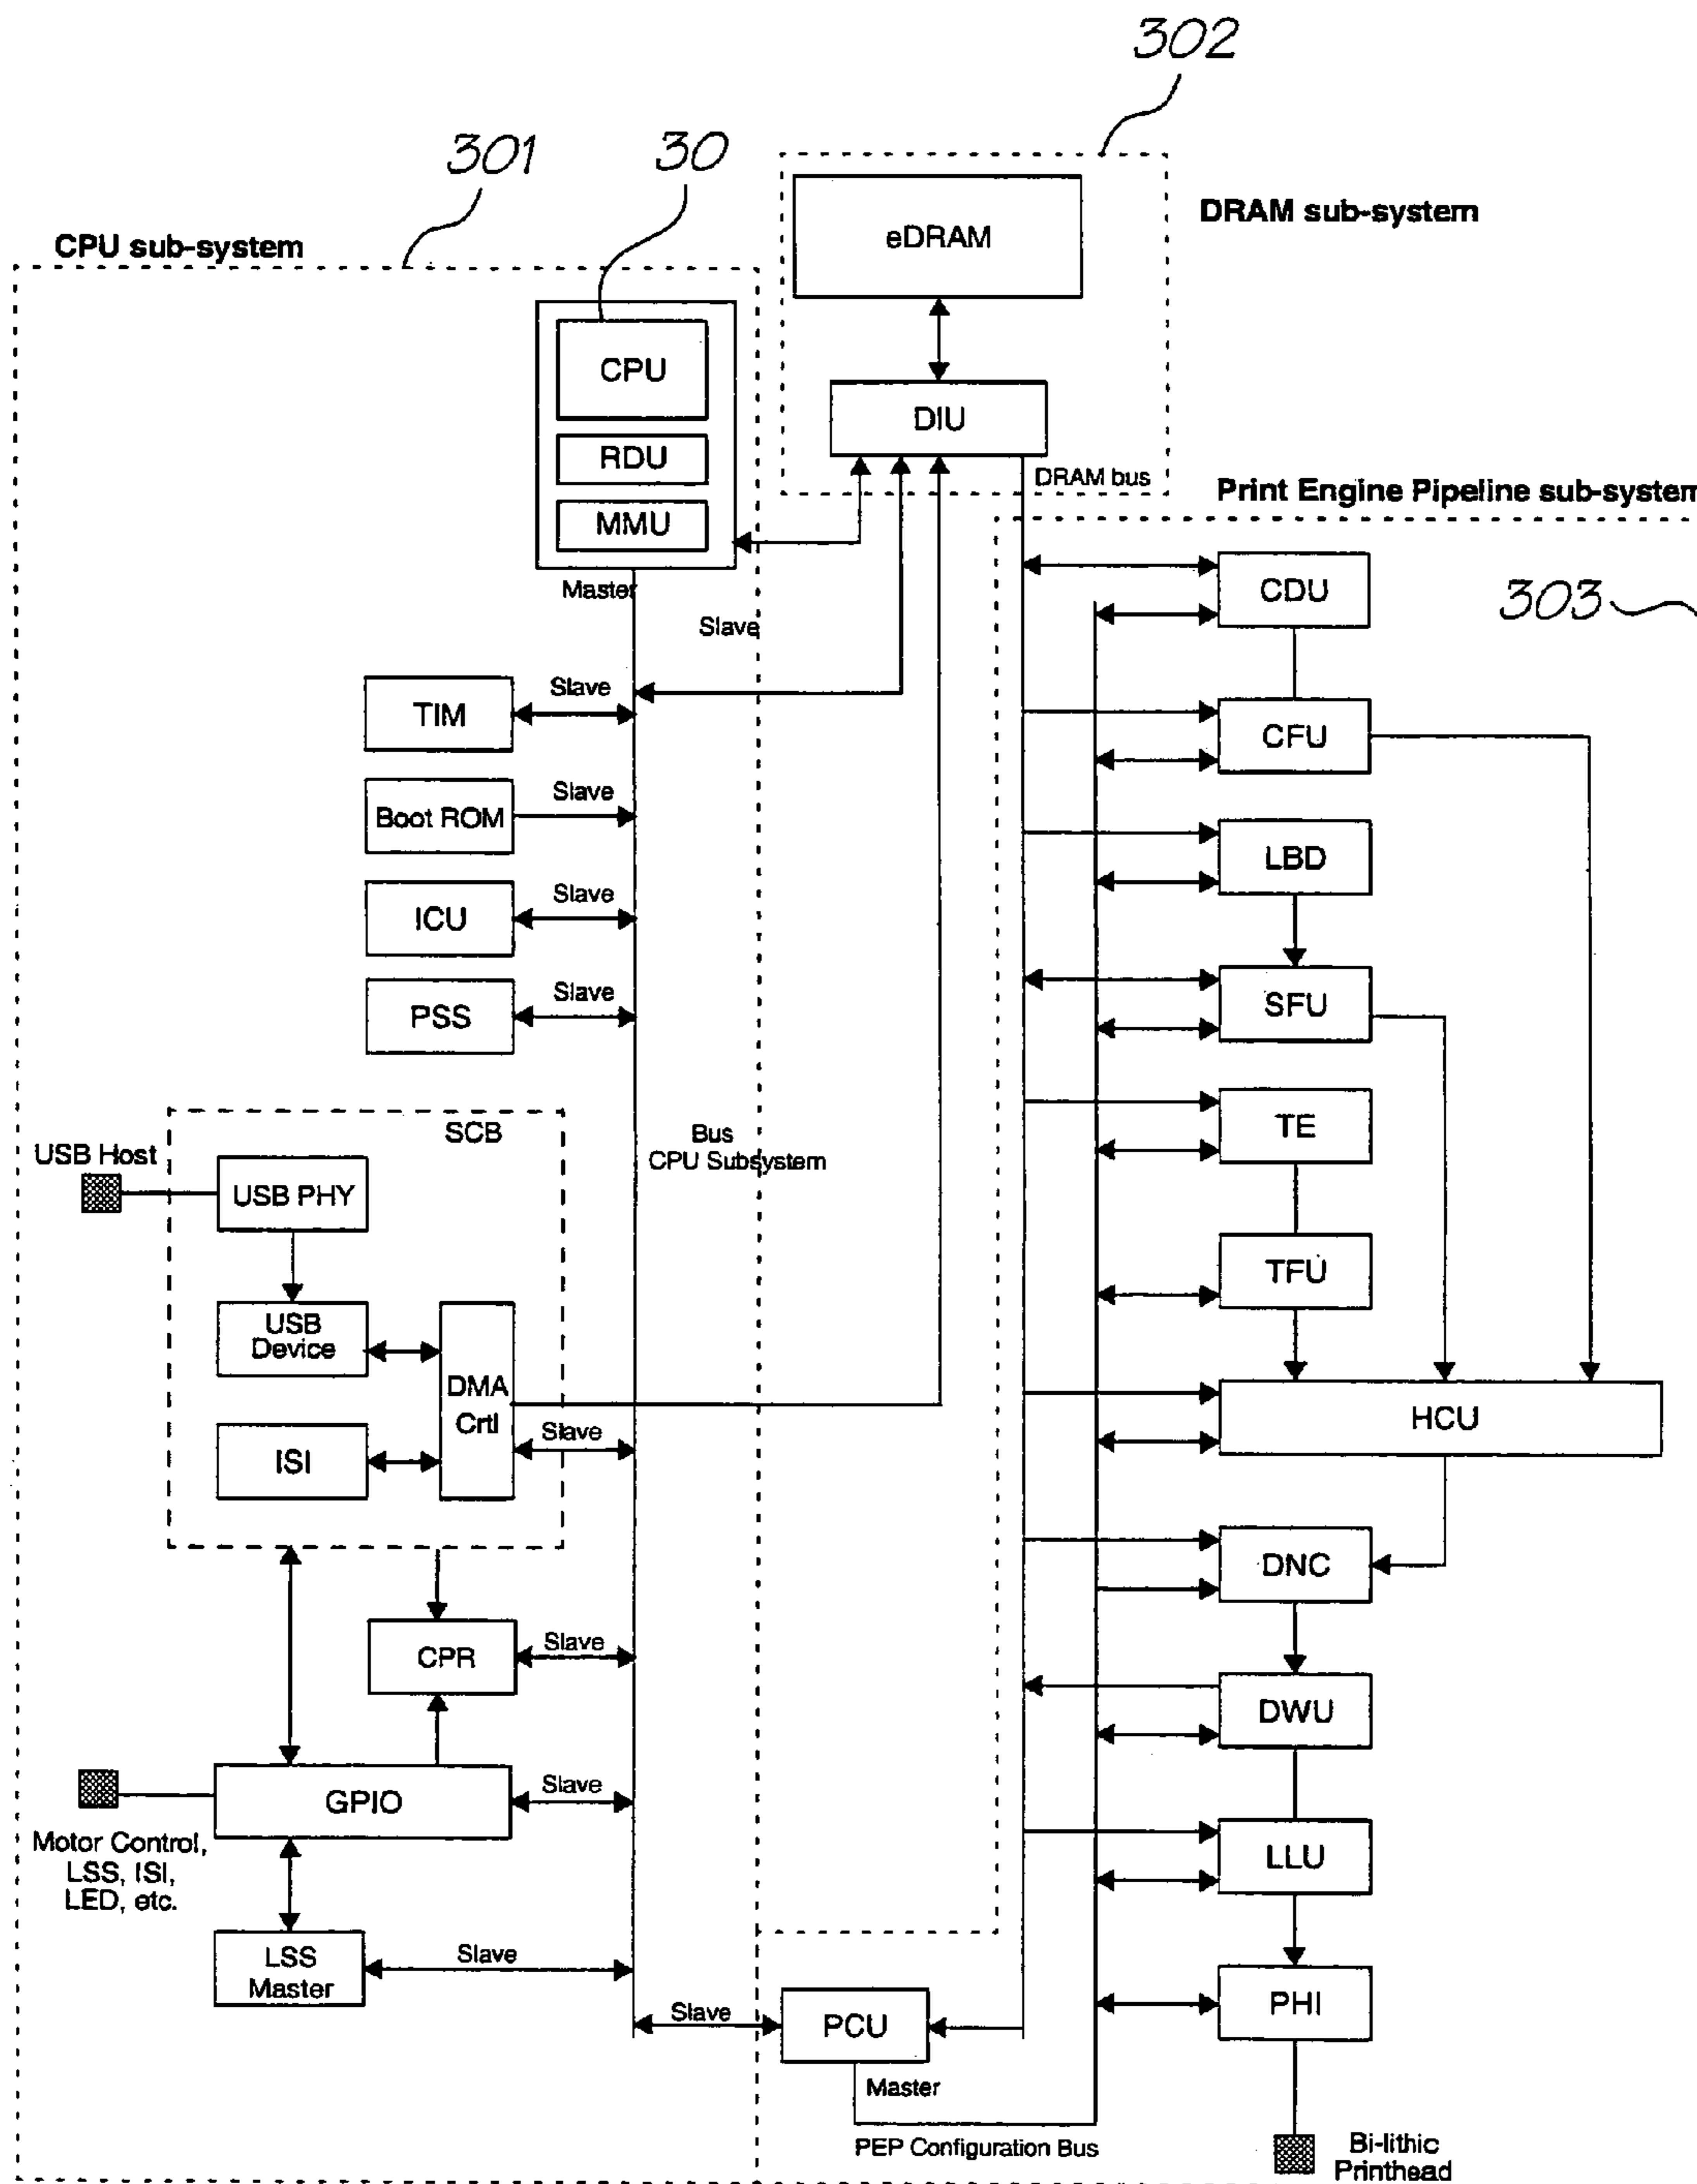 302
301
30
DRAM sub-system
CPU sub-system
eDRAM
CPU
DIU
RDU
DRAM bus
MMU
Print Engine Pipeline sub-system
Master
CDU
303
Slave
TIM
Slave
CFU
Boot ROM
Slave
LBD
ICU
Slave
PSS
Slave
SFU
SCB
TE
USB Host
USB PHY
Bus
CPU Subsystem
TFU
USB
Device
DMA
Crtl
HCU
ISI
Slave
DNC
CPR
Slave
DWU
GPIO
Slave
Motor Control,
LSS, ISI,
LED, etc.
LLU
LSS
Master
Slave
PHI
Slave
PCU
Master
PEP Configuration Bus
Bi-lithic
Printhead